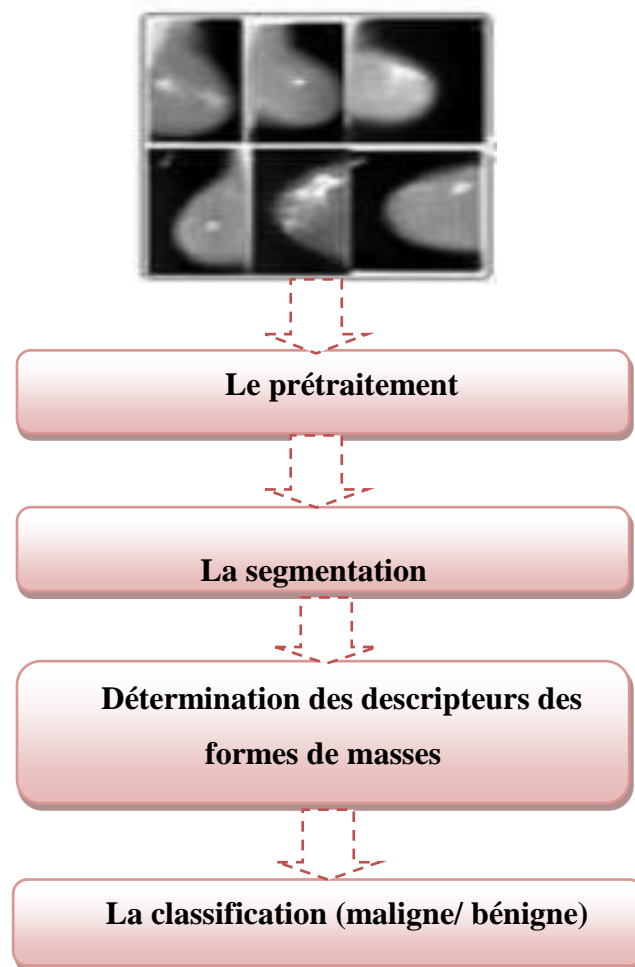 Le prétraitement
La segmentation
Détermination des descripteurs des
formes de masses
La classification (maligne/ bénigne)